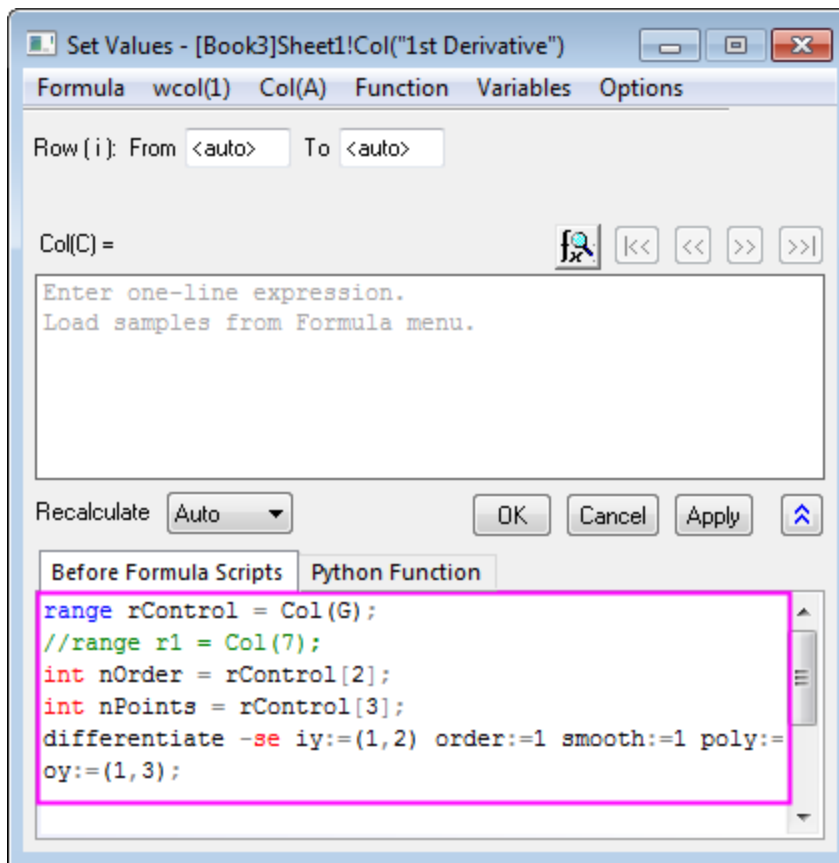 Set Values - [Book3]Sheet1!Col("1st Derivative")
Formula wcol(1) Col(A) Function Variables Options
Row ( i ): From <auto> To <auto>
Col(C) =
|<< << >> >>|
Enter one-line expression.
Load samples from Formula menu.
Recalculate Auto OK Cancel Apply
Before Formula Scripts Python Function
range rControl = Col(G);
//range r1 = Col(7);
int nOrder = rControl[2];
int nPoints = rControl[3];
differentiate -se iy:=(1,2) order:=1 smooth:=1 poly:=
oy:=(1,3);